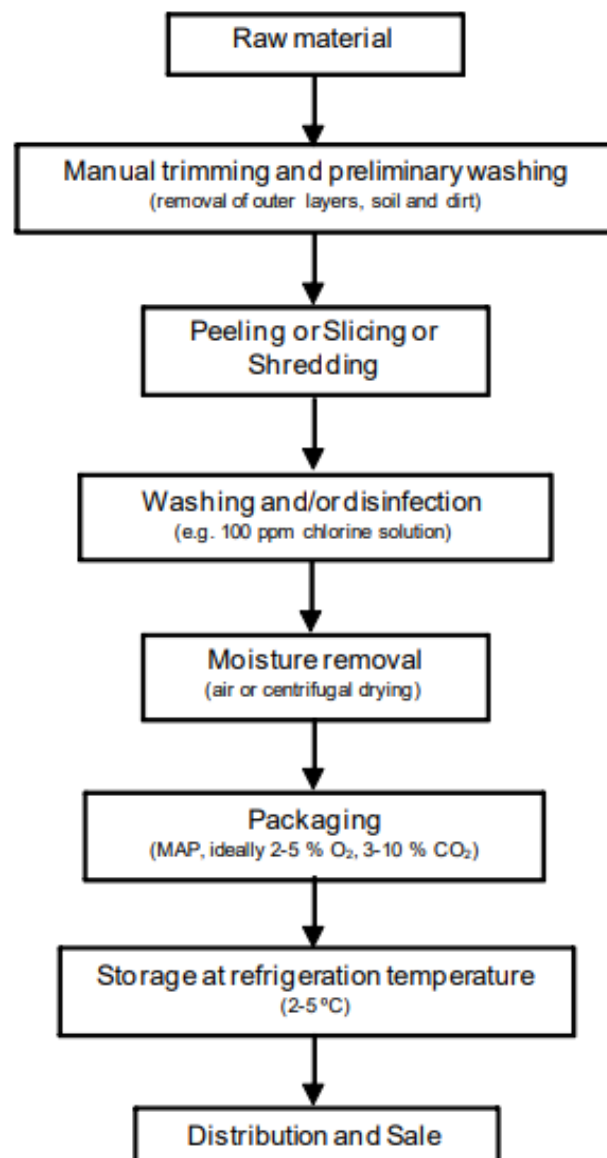 Raw material
Manual trimming and preliminary washing
(removal of outer layers, soil and dirt)
Peeling or Slicing or
Shredding
Washing and/or disinfection
(e.g. 100 ppm chlorine solution)
Moisture removal
(air or centrifugal drying)
Packaging
(MAP, ideally 2-5 % O₂, 3-10 % CO₂)
Storage at refrigeration temperature
(2-5 ºC)
Distribution and Sale